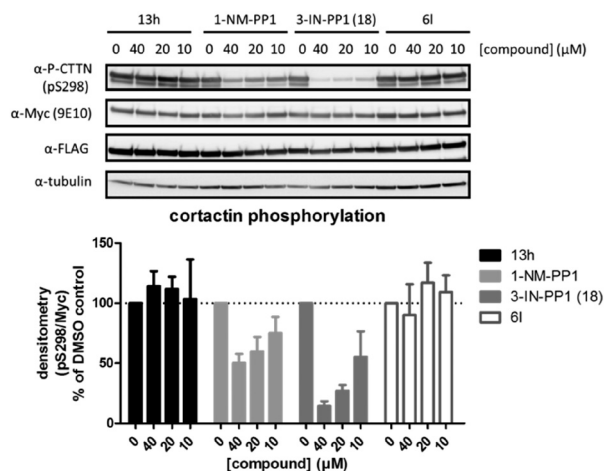 13h 1-NM-PP1 3-IN-PP1 (18) 6l
0 40 20 10 0 40 20 10 0 40 20 10 0 40 20 10 [compound] (μM)
α-P-CTTN
(pS298)
α-Myc (9E10)
α-FLAG
α-tubulin
cortactin phosphorylation
densitometry
(pS298/Myc)
% of DMSO control
150
100
50
0
0 40 20 10 0 40 20 10 0 40 20 10 0 40 20 10
[compound] (μM)
13h
1-NM-PP1
3-IN-PP1 (18)
6l